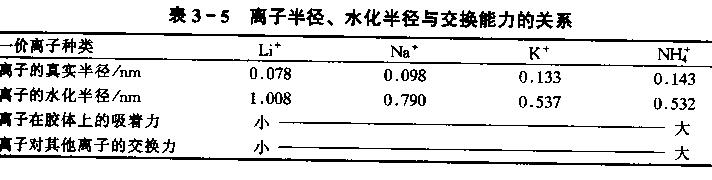 表 3-5 离子半径、水化半径与交换能力的关系
一价离子种类 Li⁺ Na⁺ K⁺ NH₄⁺
离子的真实半径/nm 0.078 0.098 0.133 0.143
离子的水化半径/nm 1.008 0.790 0.537 0.532
离子在胶体上的吸着力 小 —— 大
离子对其他离子的交换力 小 —— 大